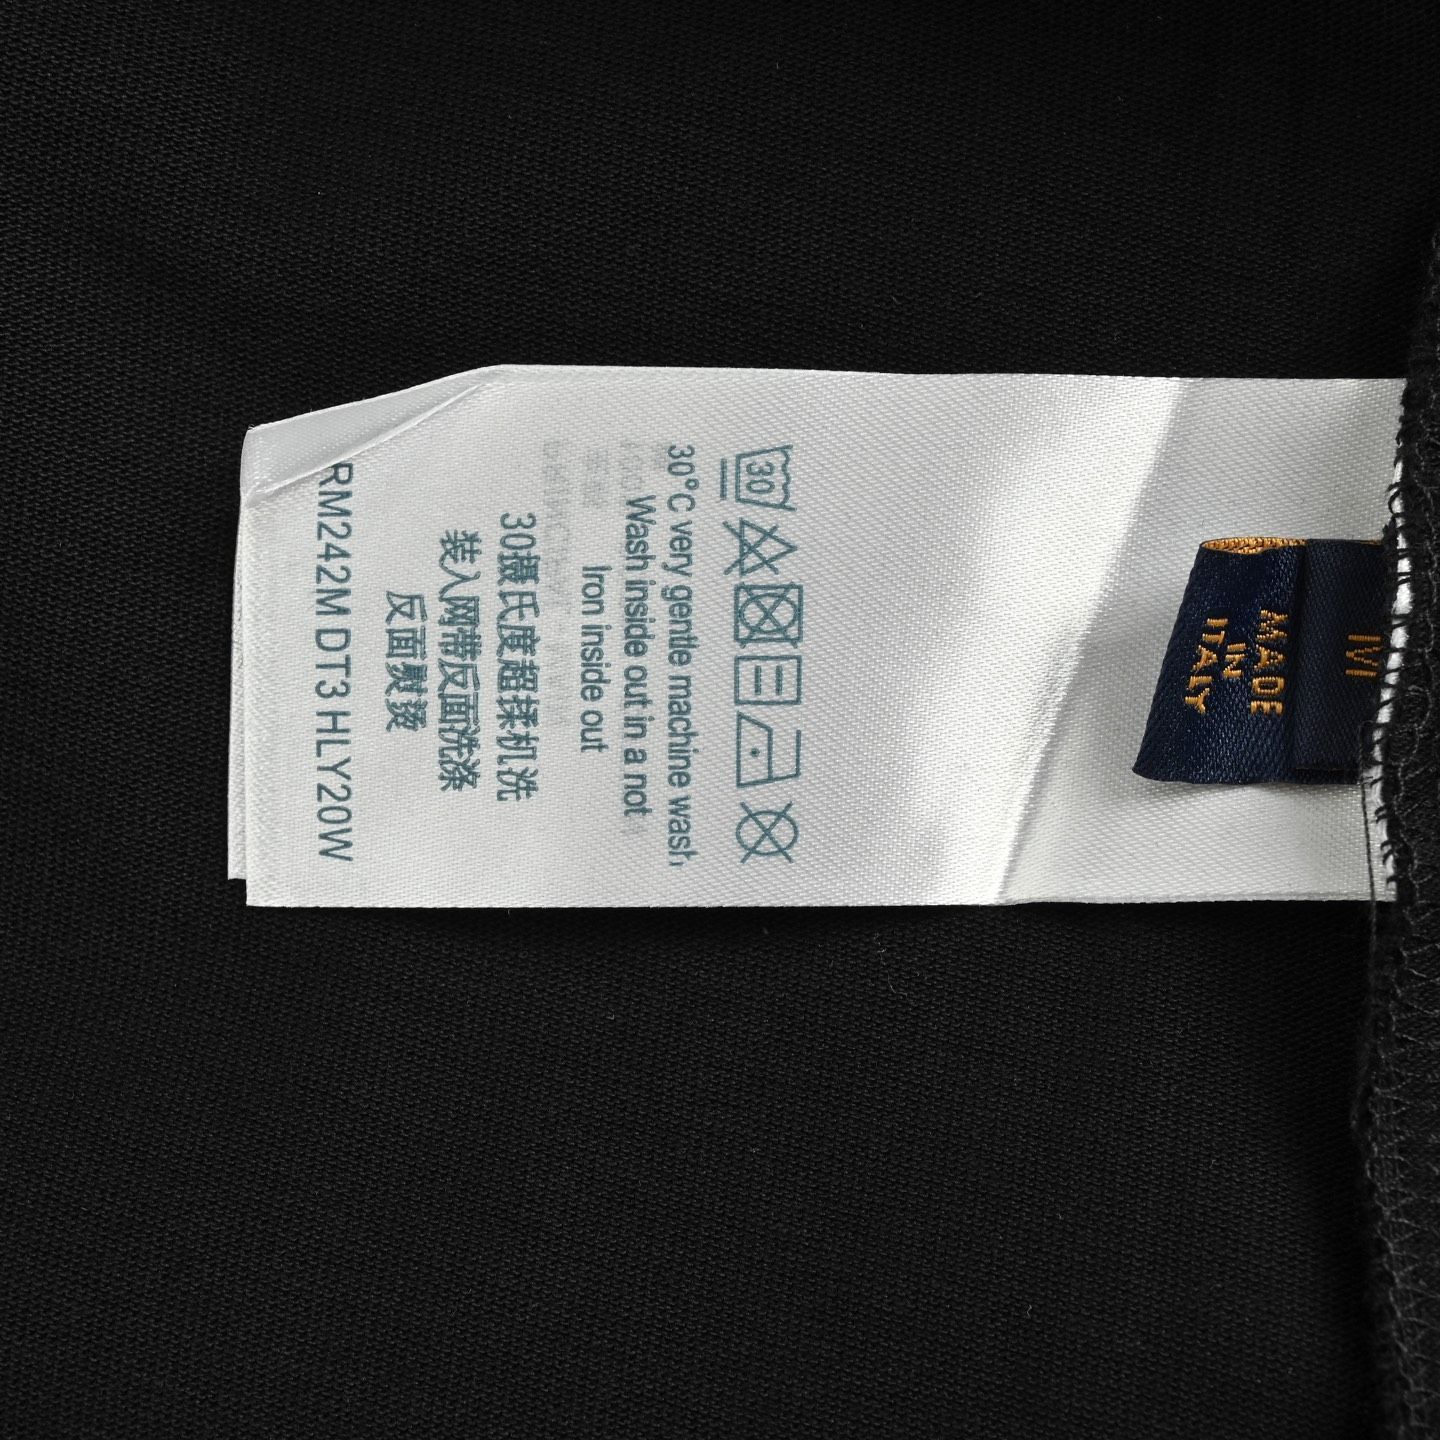 30
30°C very gentle machine wash
Wash inside out in a not
Iron inside out
30摄氏度超揉机洗
装入网带反面洗涤
反面熨烫
RM242M DT3 HLY20W
M
MADE
IN
ITALY